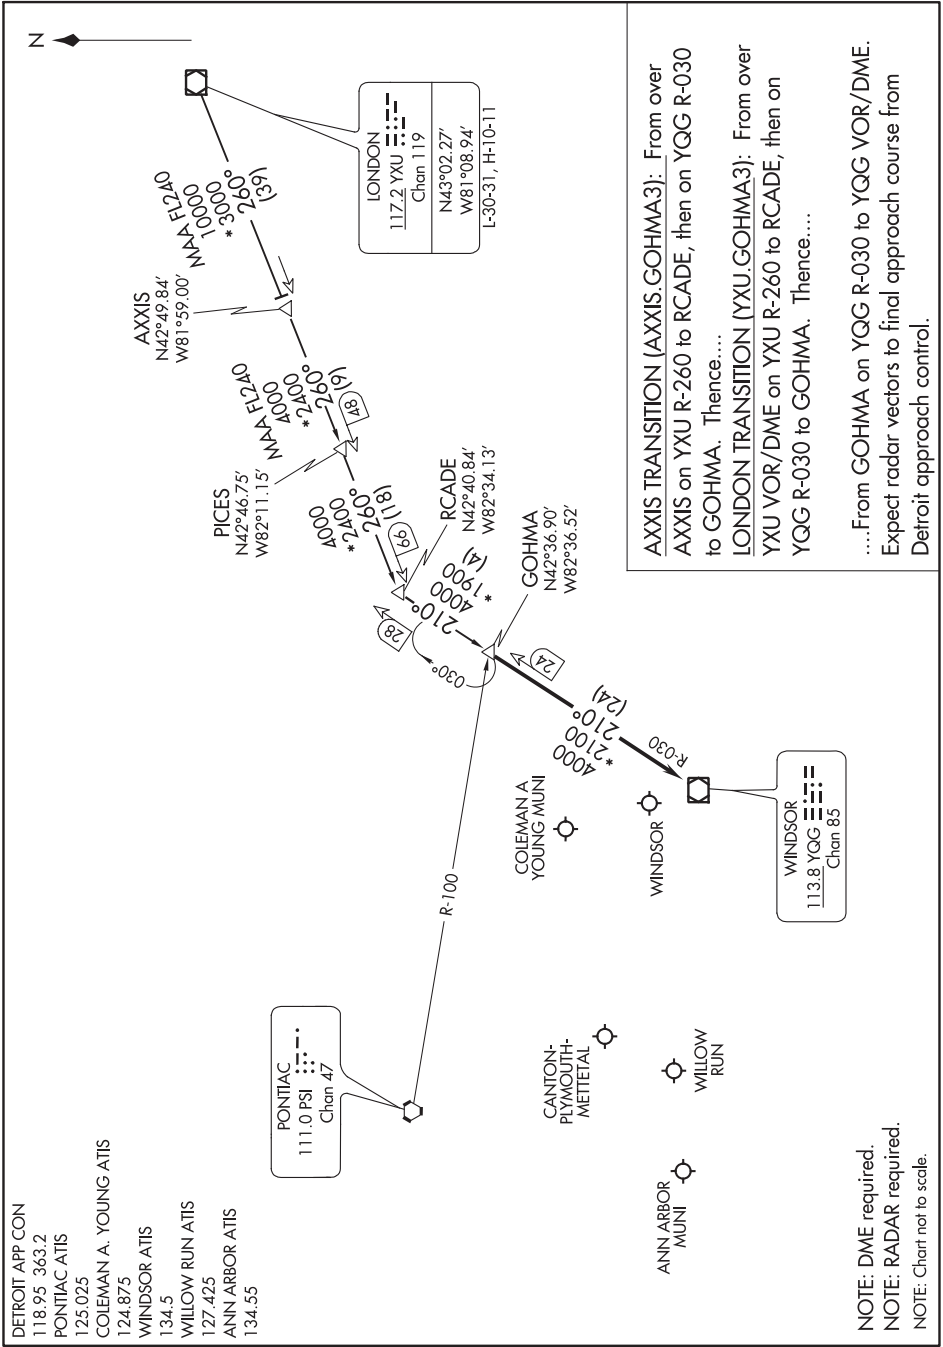 DETROIT APP CON
118.95 363.2
PONTIAC ATIS
125.025
COLEMAN A. YOUNG ATIS
124.875
WINDSOR ATIS
134.5
WILLOW RUN ATIS
127.425
ANN ARBOR ATIS
134.55
N
PONTIAC
111.0 PSI
Chan 47
R-100
LONDON
117.2 YXU
Chan 119
N43°02.27′
W81°08.94′
L-30-31, H-10-11
MAA FL240
10000
*3000
260°
(39)
AXXIS
N42°49.84′
W81°59.00′
MAA FL240
4000
*2400
260°
(9)
48
PICES
N42°46.75′
W82°11.15′
4000
*2400
260°
(18)
66
RCADE
N42°40.84′
W82°34.13′
28
030°
210°
4000
*1900
(4)
GOHMA
N42°36.90′
W82°36.52′
24
4000
*2100
210°
(24)
R-030
COLEMAN A
YOUNG MUNI
WINDSOR
WINDSOR
113.8 YQG
Chan 85
CANTON-
PLYMOUTH-
METTETAL
WILLOW
RUN
ANN ARBOR
MUNI
AXXIS TRANSITION (AXXIS.GOHMA3): From over
AXXIS on YXU R-260 to RCADE, then on YQG R-030
to GOHMA. Thence....
LONDON TRANSITION (YXU.GOHMA3): From over
YXU VOR/DME on YXU R-260 to RCADE, then on
YQG R-030 to GOHMA. Thence....
....From GOHMA on YQG R-030 to YQG VOR/DME.
Expect radar vectors to final approach course from
Detroit approach control.
NOTE: DME required.
NOTE: RADAR required.
NOTE: Chart not to scale.